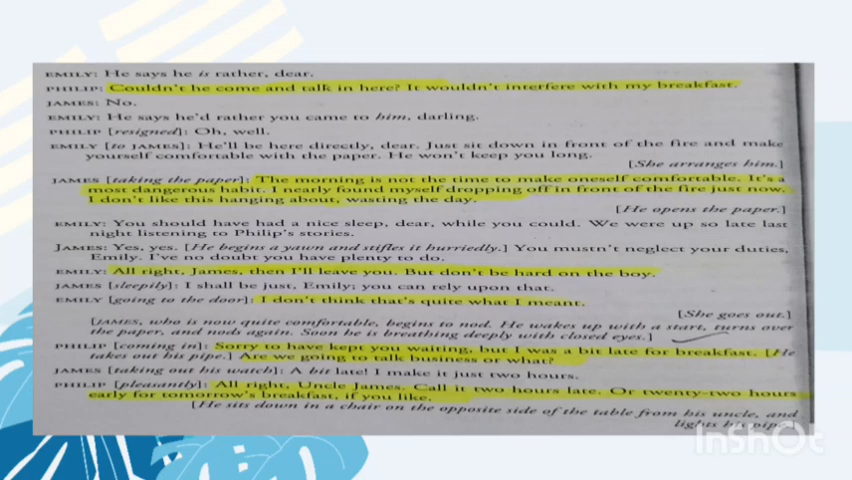 EMILY: He says he is rather, dear.
PHILIP: Couldn't he come and talk in here? It wouldn't interfere with my breakfast.
JAMES: No.
EMILY: He says he'd rather you came to him, darling.
PHILIP [resigned]: Oh, well.
EMILY [to JAMES]: He'll be here directly, dear. Just sit down in front of the fire and make
yourself comfortable with the paper. He won't keep you long.
[She arranges him.]
JAMES [taking the paper]: The morning is not the time to make oneself comfortable. It's a
most dangerous habit. I nearly found myself dropping off in front of the fire just now.
I don't like this hanging about, wasting the day.
[He opens the paper.]
EMILY: You should have had a nice sleep, dear, while you could. We were up so late last
night listening to Philip's stories.
JAMES: Yes, yes. [He begins a yawn and stifles it hurriedly.] You mustn't neglect your duties,
Emily. I've no doubt you have plenty to do.
EMILY: All right, James, then I'll leave you. But don't be hard on the boy.
JAMES [sleepily]: I shall be just, Emily; you can rely upon that.
EMILY [going to the door]: I don't think that's quite what I meant.
[She goes out.]
[JAMES, who is now quite comfortable, begins to nod. He wakes up with a start, turns over
the paper, and nods again. Soon he is breathing deeply with closed eyes.]
PHILIP [coming in]: Sorry to have kept you waiting, but I was a bit late for breakfast. [He
takes out his pipe.] Are we going to talk business or what?
JAMES [taking out his watch]: A bit late! I make it just two hours.
PHILIP [pleasantly]: All right, Uncle James. Call it two hours late. Or twenty-two hours
early for tomorrow's breakfast, if you like.
[He sits down in a chair on the opposite side of the table from his uncle, and
lights his pipe
InShOt